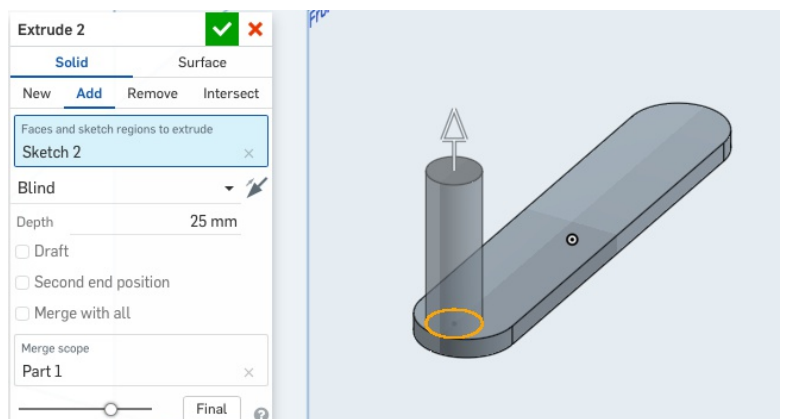 Extrude 2
Solid Surface
New Add Remove Intersect
Faces and sketch regions to extrude
Sketch 2
Blind
Depth 25 mm
Draft
Second end position
Merge with all
Merge scope
Part 1
Final